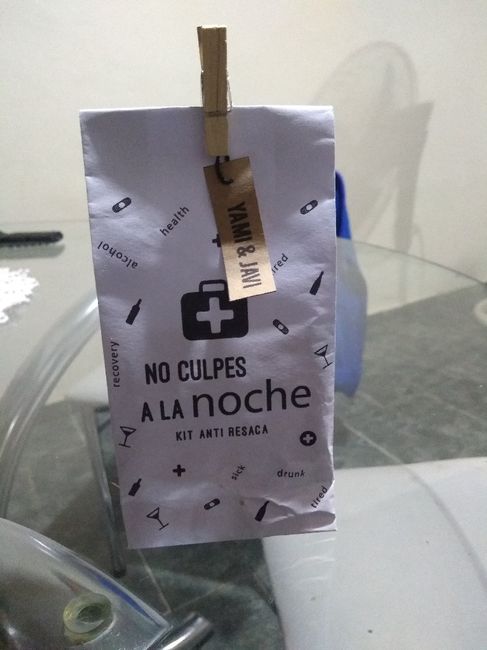 YAMI & JAVI
health
alcohol
tired
recovery
NO CULPES
A LA noche
KIT ANTI RESACA
sick
drunk
tired